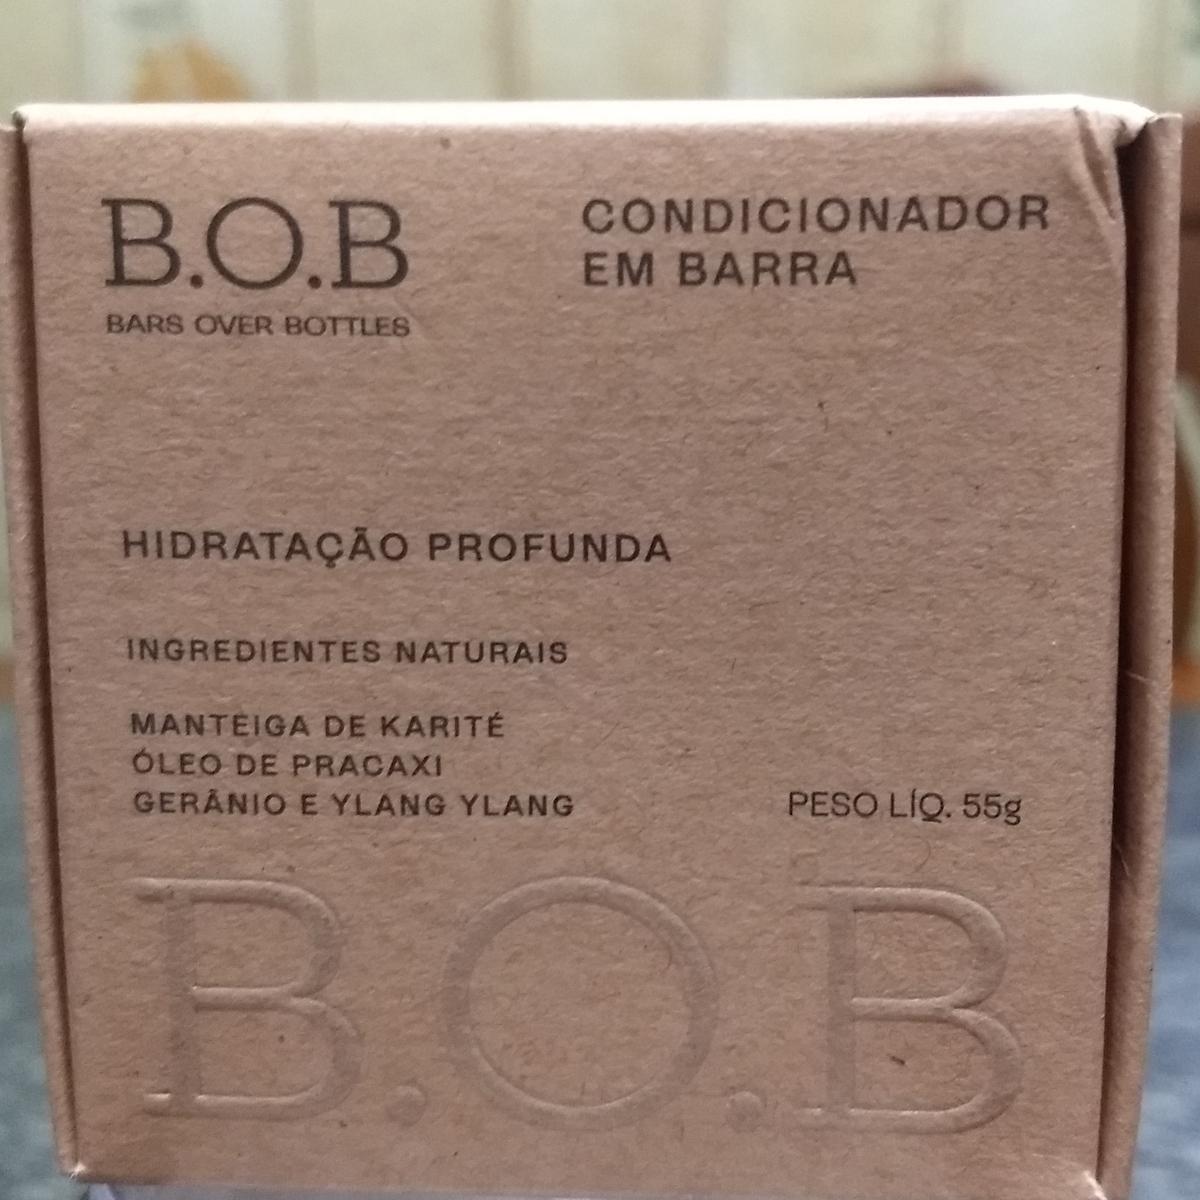 B.O.B
BARS OVER BOTTLES
CONDICIONADOR
EM BARRA
HIDRATAÇÃO PROFUNDA
INGREDIENTES NATURAIS
MANTEIGA DE KARITÉ
ÓLEO DE PRACAXI
GERÂNIO E YLANG YLANG
PESO LÍQ. 55g
B.O.B